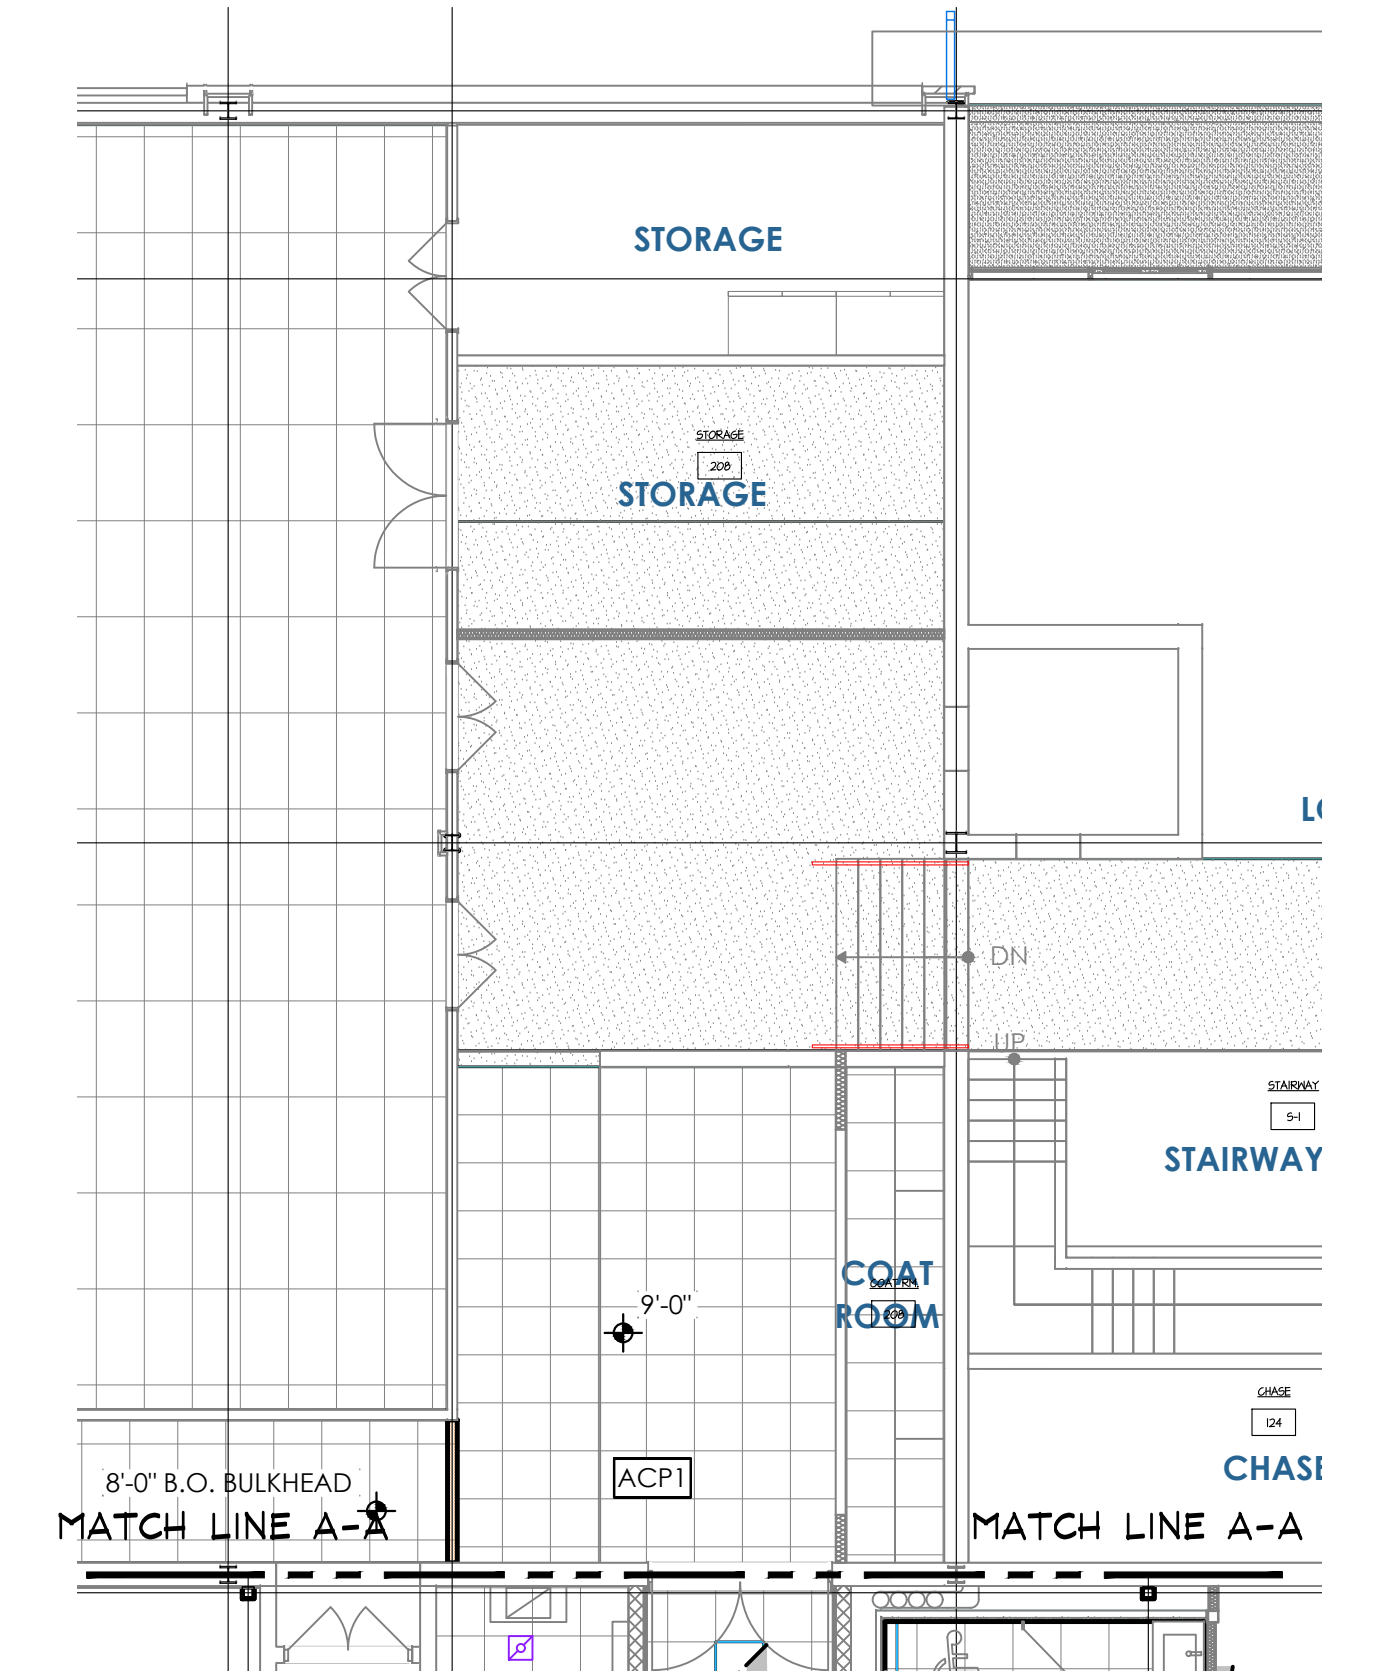 STORAGE
STORAGE
208
STORAGE
DN
UP
STAIRWAY
S-1
STAIRWAY
COAT
COAT RM.
ROOM
208
9'-0"
CHASE
124
CHASE
ACP1
8'-0" B.O. BULKHEAD
MATCH LINE A-A
MATCH LINE A-A